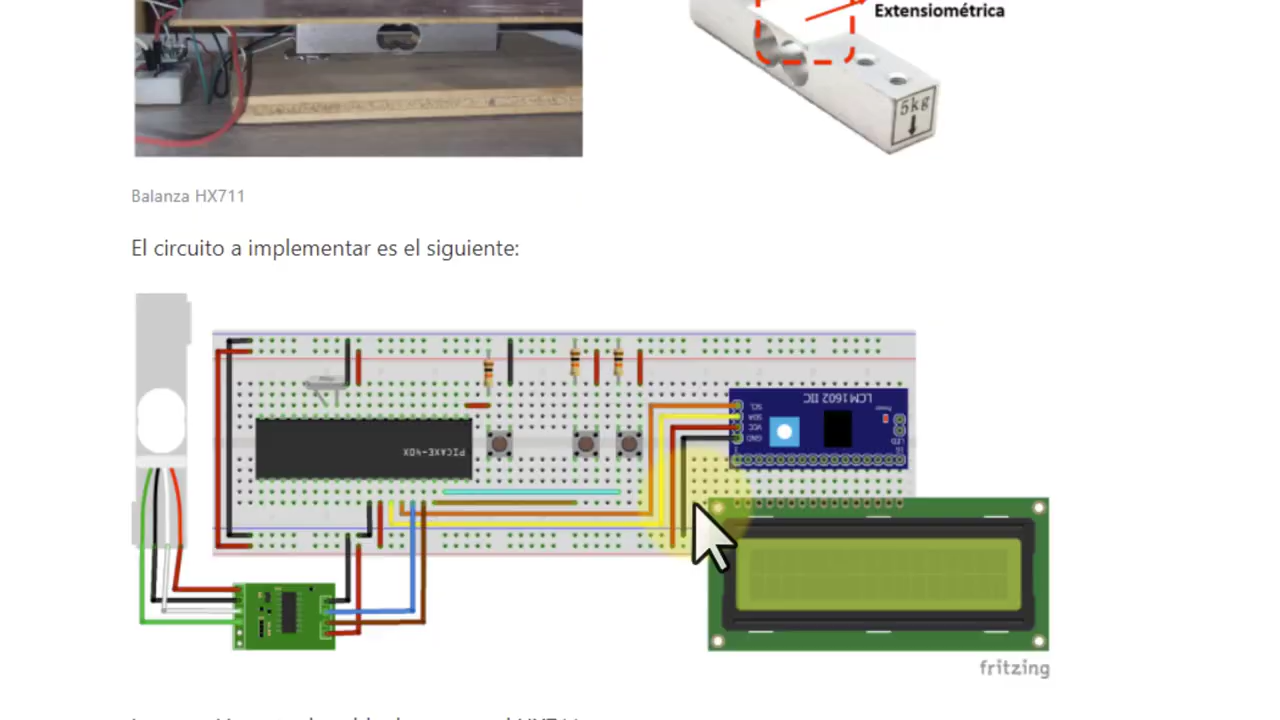 Extensiométrica
5kg
Balanza HX711
El circuito a implementar es el siguiente:
LCM1602 IIC
SCL
SDA
VCC
GND
LED
PICAXE-40X
fritzing